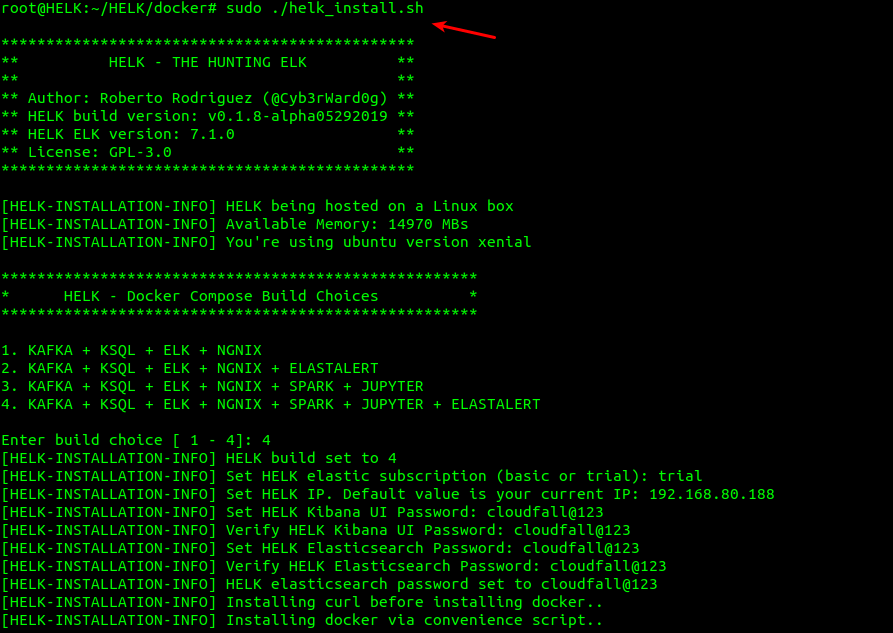 root@HELK:~/HELK/docker# sudo ./helk_install.sh
**********************************************
** HELK - THE HUNTING ELK **
** **
** Author: Roberto Rodriguez (@Cyb3rWard0g) **
** HELK build version: v0.1.8-alpha05292019 **
** HELK ELK version: 7.1.0 **
** License: GPL-3.0 **
**********************************************
[HELK-INSTALLATION-INFO] HELK being hosted on a Linux box
[HELK-INSTALLATION-INFO] Available Memory: 14970 MBs
[HELK-INSTALLATION-INFO] You're using ubuntu version xenial
*****************************************************
* HELK - Docker Compose Build Choices *
*****************************************************
1. KAFKA + KSQL + ELK + NGNIX
2. KAFKA + KSQL + ELK + NGNIX + ELASTALERT
3. KAFKA + KSQL + ELK + NGNIX + SPARK + JUPYTER
4. KAFKA + KSQL + ELK + NGNIX + SPARK + JUPYTER + ELASTALERT
Enter build choice [ 1 - 4]: 4
[HELK-INSTALLATION-INFO] HELK build set to 4
[HELK-INSTALLATION-INFO] Set HELK elastic subscription (basic or trial): trial
[HELK-INSTALLATION-INFO] Set HELK IP. Default value is your current IP: 192.168.80.188
[HELK-INSTALLATION-INFO] Set HELK Kibana UI Password: cloudfall@123
[HELK-INSTALLATION-INFO] Verify HELK Kibana UI Password: cloudfall@123
[HELK-INSTALLATION-INFO] Set HELK Elasticsearch Password: cloudfall@123
[HELK-INSTALLATION-INFO] Verify HELK Elasticsearch Password: cloudfall@123
[HELK-INSTALLATION-INFO] HELK elasticsearch password set to cloudfall@123
[HELK-INSTALLATION-INFO] Installing curl before installing docker..
[HELK-INSTALLATION-INFO] Installing docker via convenience script..